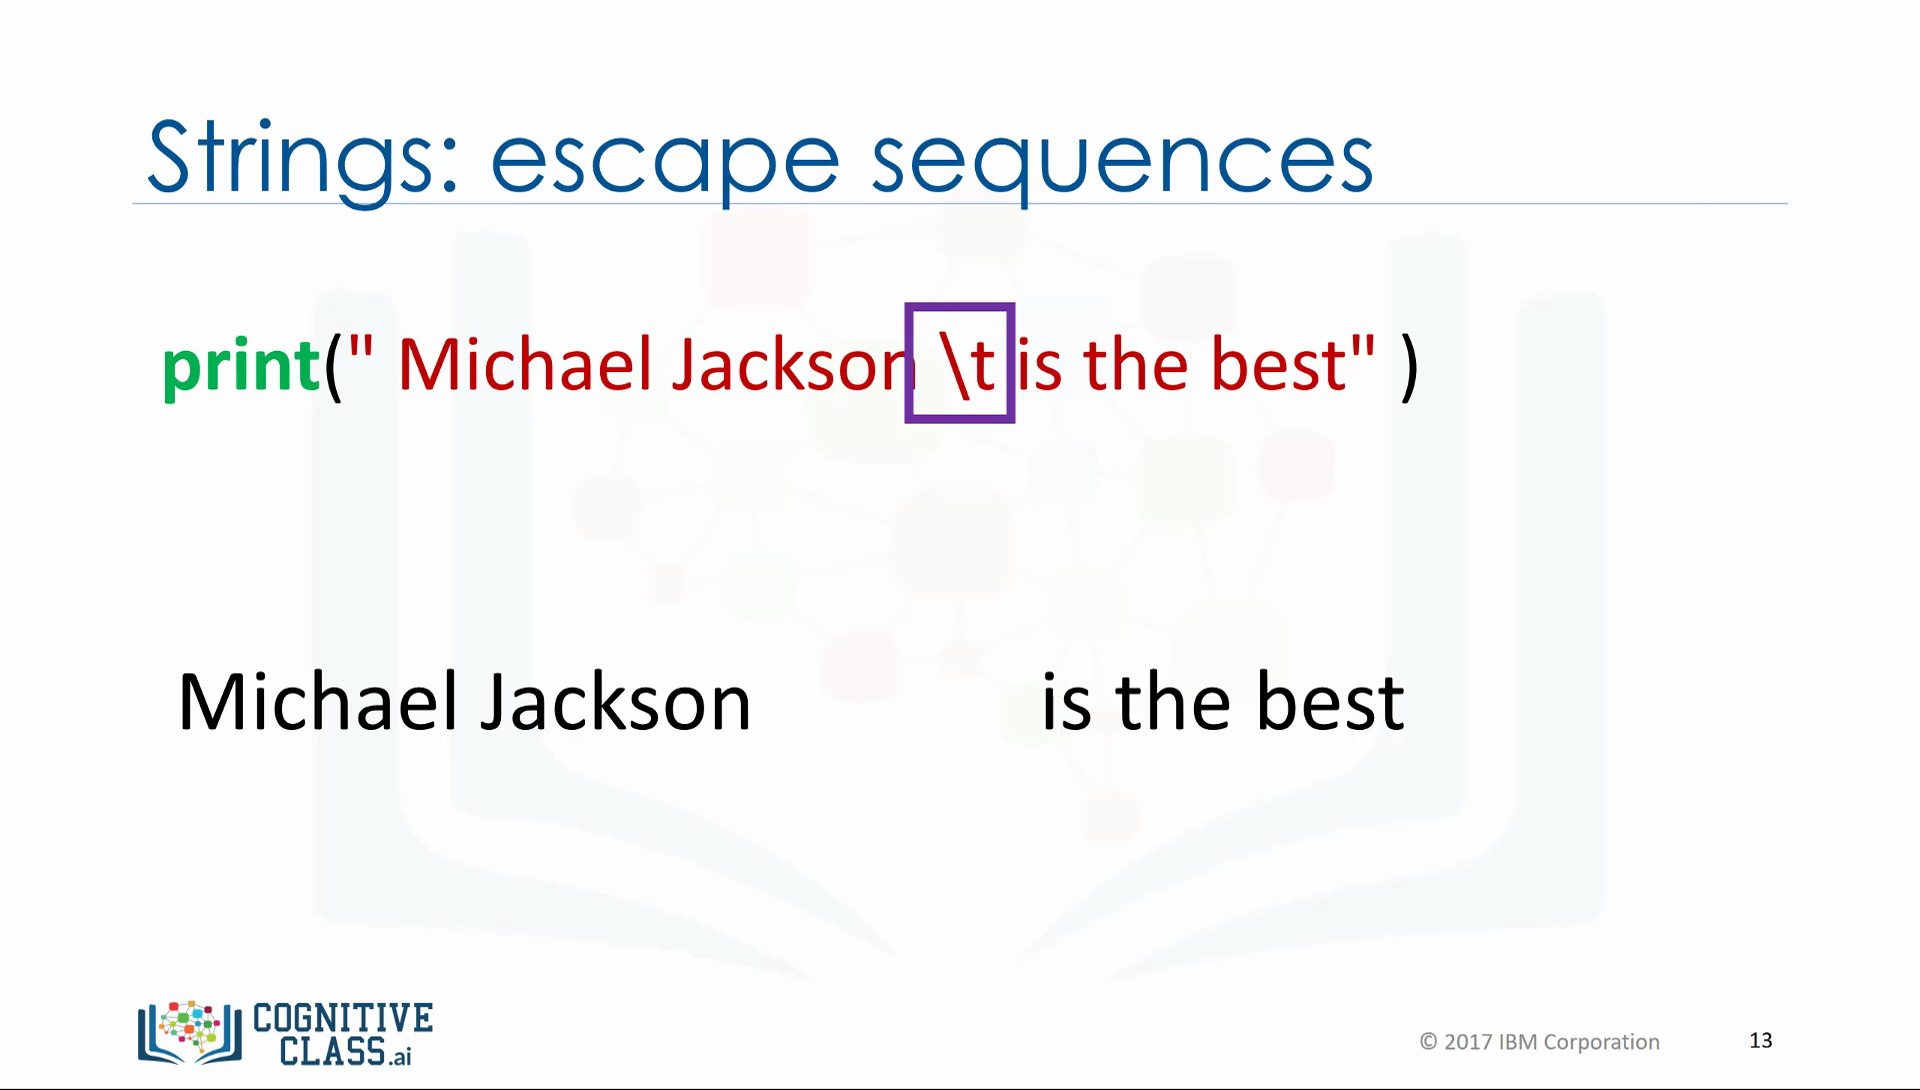 Strings: escape sequences
print(" Michael Jackson \t is the best" )
Michael Jackson is the best
COGNITIVE
CLASS.ai
© 2017 IBM Corporation 13